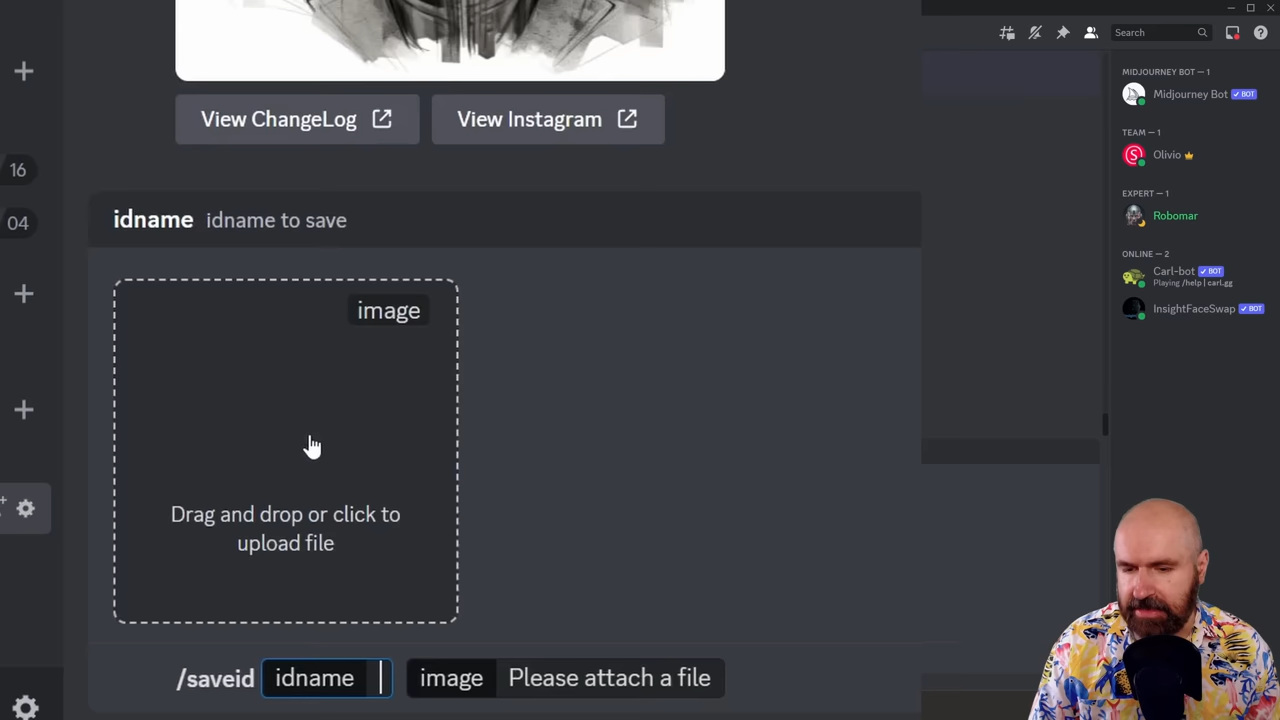 View ChangeLog
View Instagram
16
04
idname idname to save
image
Drag and drop or click to
upload file
/saveid idname image Please attach a file
Search
MIDJOURNEY BOT — 1
Midjourney Bot BOT
TEAM — 1
Olivio
EXPERT — 1
Robomar
ONLINE — 2
Carl-bot BOT
Playing /help | carl.gg
InsightFaceSwap BOT